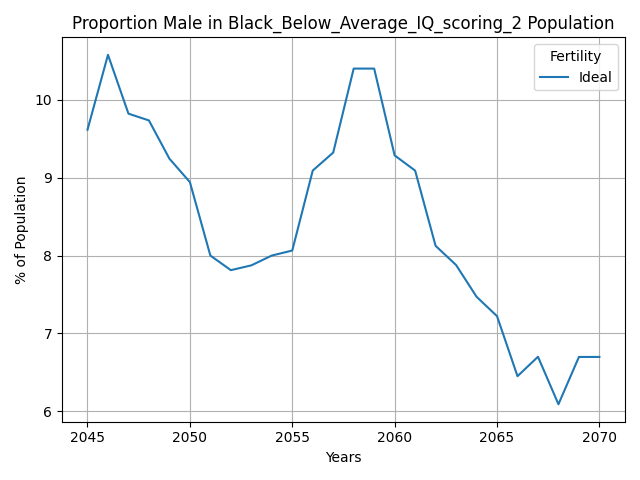 Proportion Male in Black_Below_Average_IQ_scoring_2 Population
Fertility
Ideal
% of Population
10
9
8
7
6
2045 2050 2055 2060 2065 2070
Years